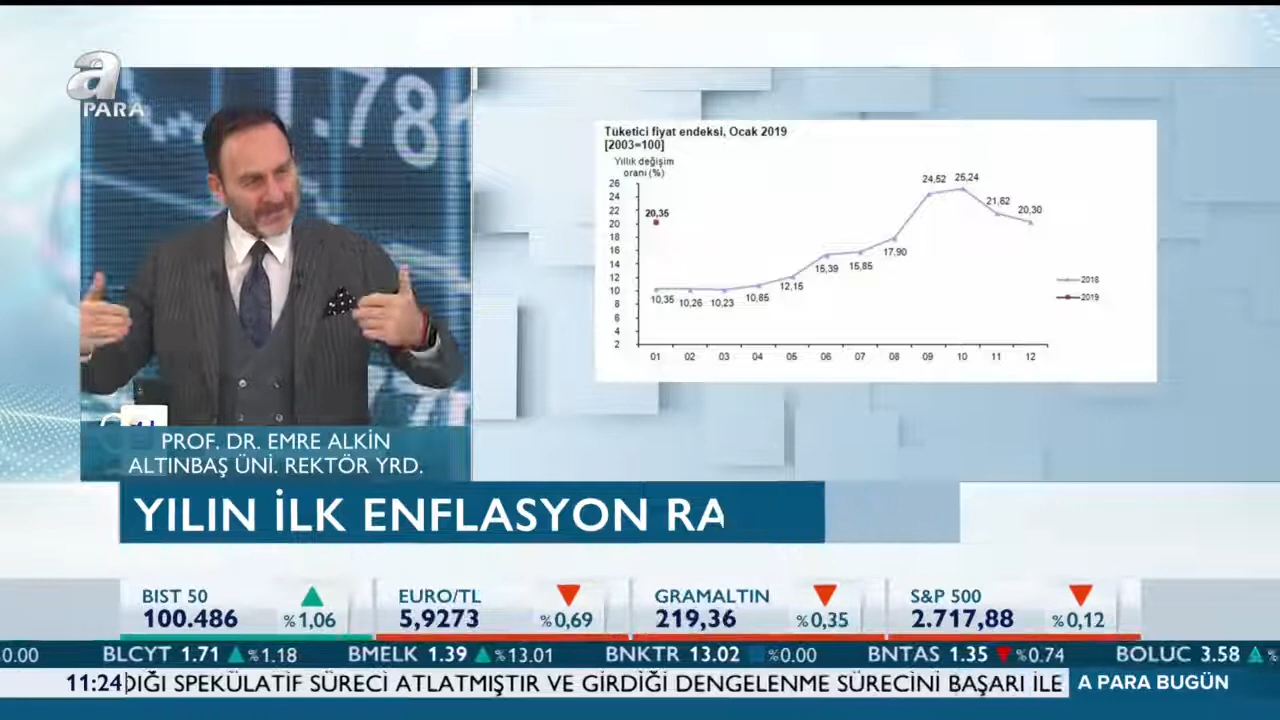 a
PARA
.78
Tüketici fiyat endeksi, Ocak 2019
[2003=100]
Yıllık değişim
oranı (%)
26
24
22
20
18
16
14
12
10
8
6
4
2
20,35
10,35 10,26 10,23 10,85 12,15 15,39 15,85 17,90 24,52 25,24 21,62 20,30
01 02 03 04 05 06 07 08 09 10 11 12
2018
2019
PROF. DR. EMRE ALKİN
ALTINBAŞ ÜNİ. REKTÖR YRD.
YILIN İLK ENFLASYON RA
BIST 50
100.486 %1,06
EURO/TL
5,9273 %0,69
GRAMALTIN
219,36 %0,35
S&P 500
2.717,88 %0,12
0.00 BLCYT 1.71 %1.18 BMELK 1.39 %13.01 BNKTR 13.02 %0.00 BNTAS 1.35 %0.74 BOLUC 3.58 %
11:24 DIĞI SPEKÜLATİF SÜRECİ ATLATMIŞTIR VE GİRDİĞİ DENGELENME SÜRECİNİ BAŞARI İLE A PARA BUGÜN